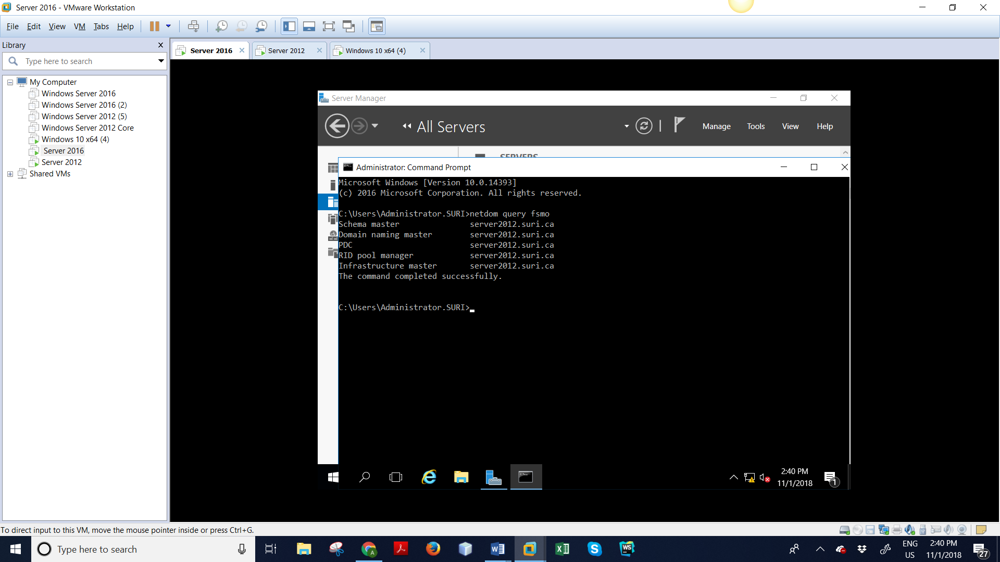 Server 2016 - VMware Workstation
File Edit View VM Tabs Help
Library
Type here to search
My Computer
Windows Server 2016
Windows Server 2016 (2)
Windows Server 2012 (5)
Windows Server 2012 Core
Windows 10 x64 (4)
Server 2016
Server 2012
Shared VMs
Server 2016 Server 2012 Windows 10 x64 (4)
Server Manager
All Servers Manage Tools View Help
SERVERS
Administrator: Command Prompt
Microsoft Windows [Version 10.0.14393]
(c) 2016 Microsoft Corporation. All rights reserved.
C:\Users\Administrator.SURI>netdom query fsmo
Schema master server2012.suri.ca
Domain naming master server2012.suri.ca
PDC server2012.suri.ca
RID pool manager server2012.suri.ca
Infrastructure master server2012.suri.ca
The command completed successfully.
C:\Users\Administrator.SURI>
2:40 PM
11/1/2018
1
To direct input to this VM, move the mouse pointer inside or press Ctrl+G.
Type here to search
A
WS
ENG
US
2:40 PM
11/1/2018
27